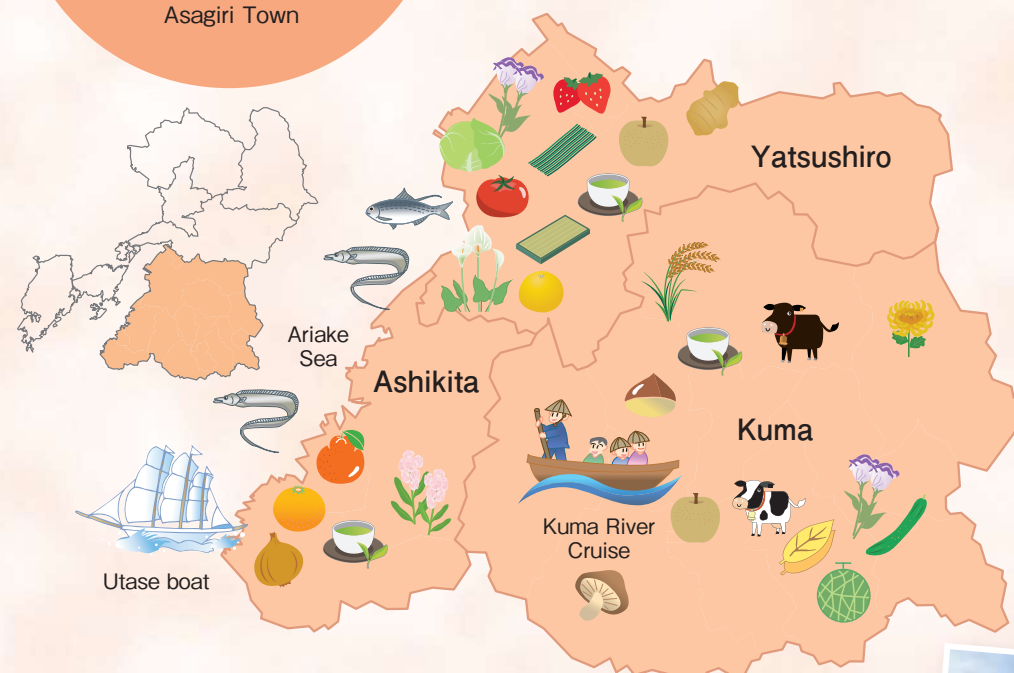 Asagiri Town
Yatsushiro
Ariake
Sea
Ashikita
Kuma
Kuma River
Cruise
Utase boat